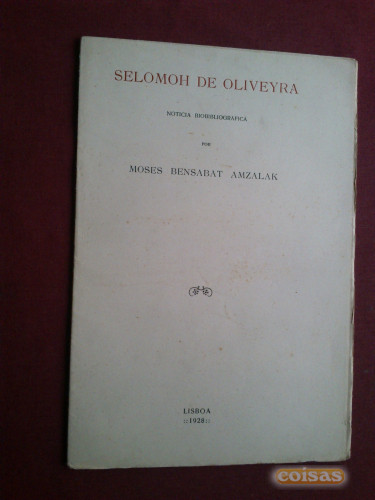 SELOMOH DE OLIVEYRA
NOTICIA BIOBIBLIOGRAFICA
POR
MOSES BENSABAT AMZALAK
LISBOA
::1928::
coisas